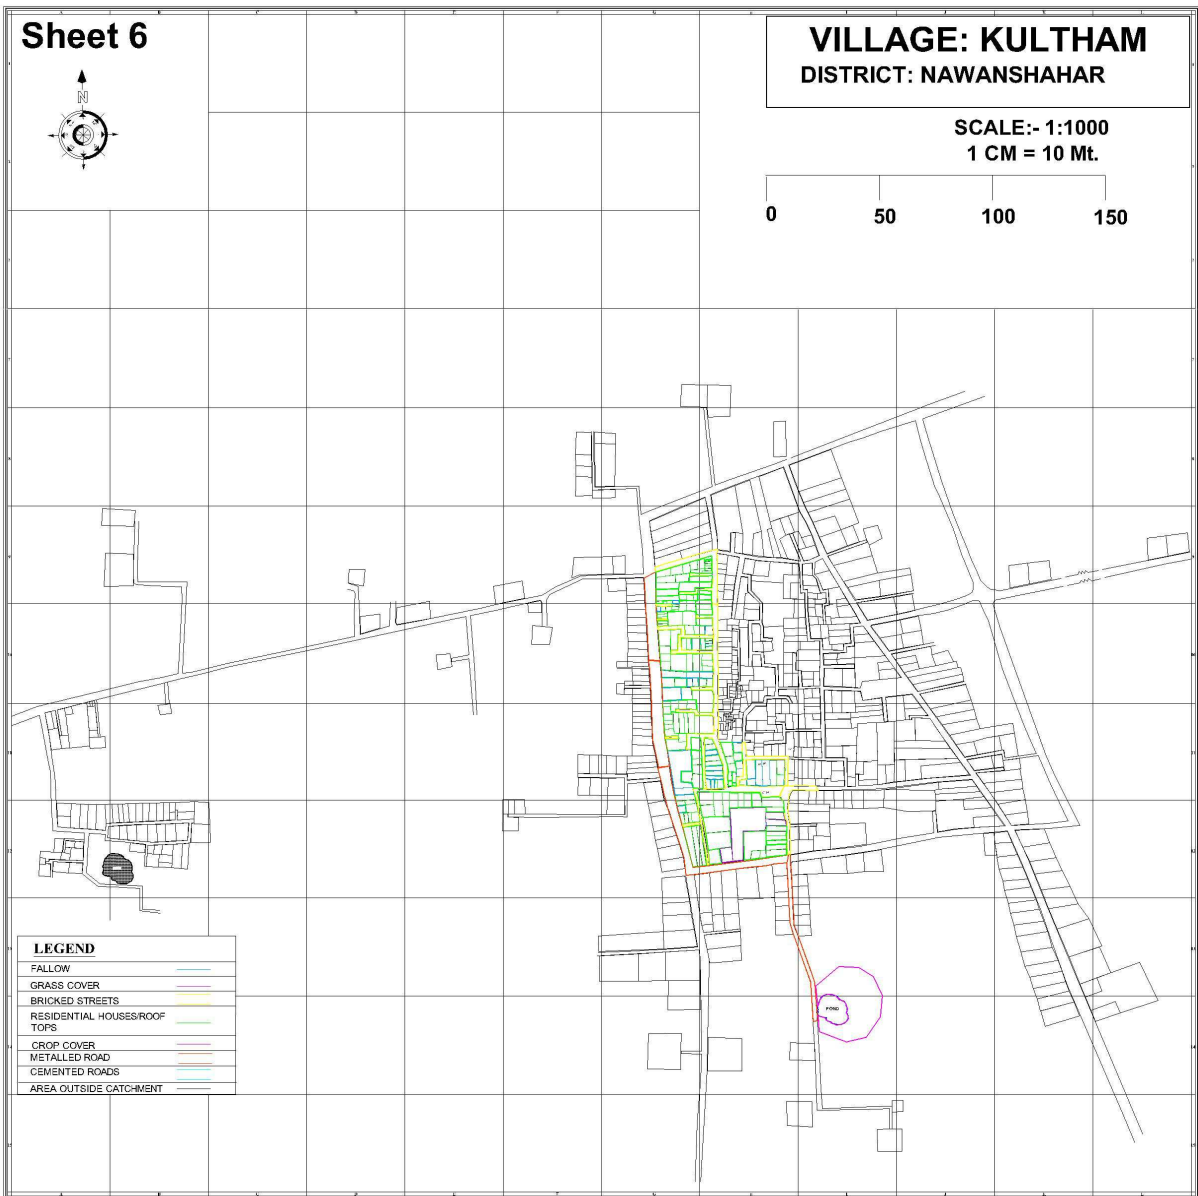 Sheet 6
N
VILLAGE: KULTHAM
DISTRICT: NAWANSHAHAR
SCALE:- 1:1000
1 CM = 10 Mt.
0 50 100 150
POND
LEGEND
FALLOW
GRASS COVER
BRICKED STREETS
RESIDENTIAL HOUSES/ROOF
TOPS
CROP COVER
METALLED ROAD
CEMENTED ROADS
AREA OUTSIDE CATCHMENT